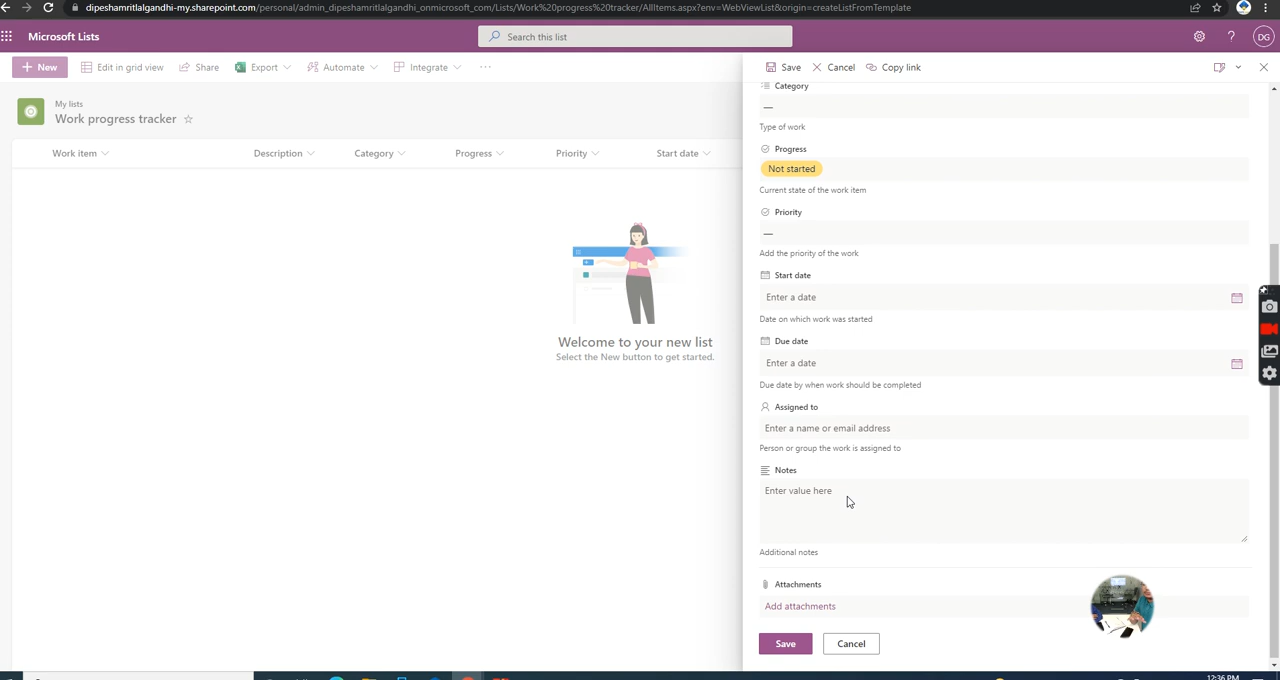 dipeshamritlalgandhi-my.sharepoint.com/personal/admin_dipeshamritlalgandhi_onmicrosoft_com/Lists/Work%20progress%20tracker/AllItems.aspx?env=WebViewList&origin=createListFromTemplate
Microsoft Lists
Search this list
?
DG
New
Edit in grid view
Share
Export
Automate
Integrate
Save
Cancel
Copy link
My lists
Work progress tracker
Work item
Description
Category
Progress
Priority
Start date
Welcome to your new list
Select the New button to get started.
Category
—
Type of work
Progress
Not started
Current state of the work item
Priority
—
Add the priority of the work
Start date
Enter a date
Date on which work was started
Due date
Enter a date
Due date by when work should be completed
Assigned to
Enter a name or email address
Person or group the work is assigned to
Notes
Enter value here
Additional notes
Attachments
Add attachments
Save
Cancel
12:36 PM